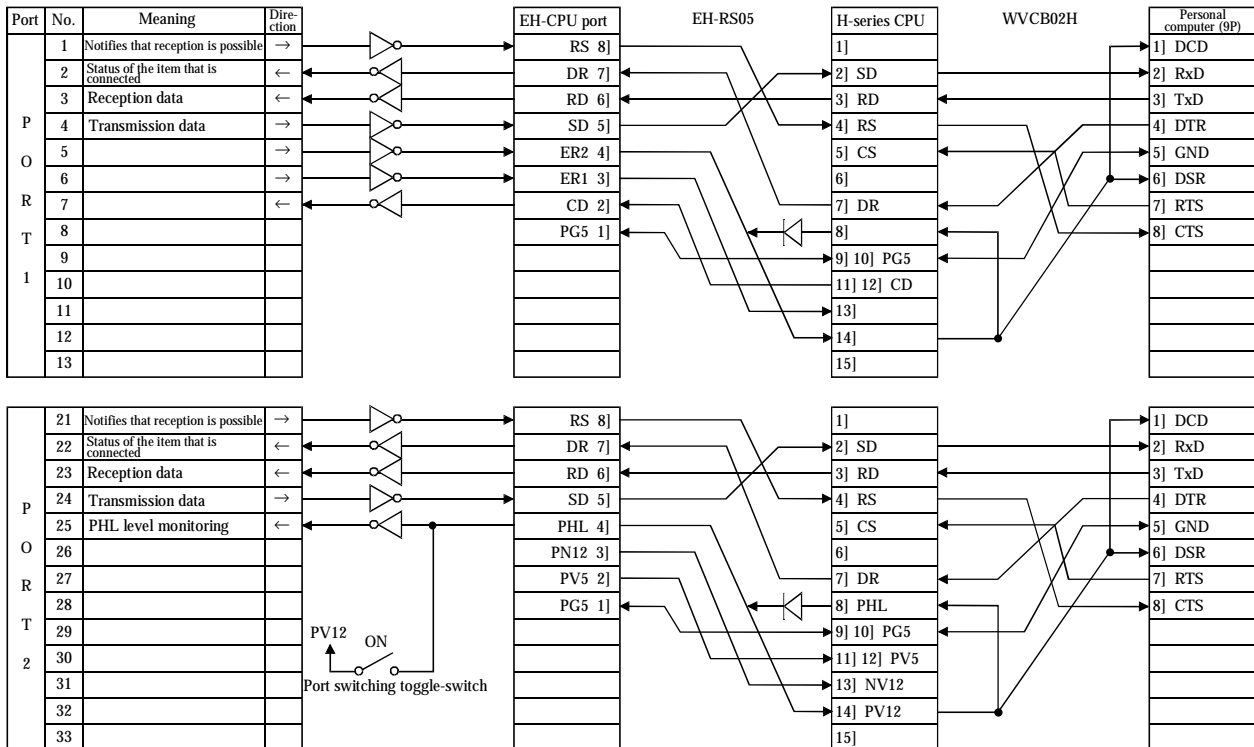 Port No. Meaning Dire-ction EH-CPU port EH-RS05 H-series CPU WVCB02H Personal computer (9P)
1 Notifies that reception is possible → RS 8] 1] 1] DCD
2 Status of the item that is connected ← DR 7] 2] SD 2] RxD
3 Reception data ← RD 6] 3] RD 3] TxD
P 4 Transmission data → SD 5] 4] RS 4] DTR
O 5 → ER2 4] 5] CS 5] GND
6 → ER1 3] 6] 6] DSR
R 7 ← CD 2] 7] DR 7] RTS
T 8 PG5 1] 8] 8] CTS
9 9] 10] PG5
1 10 11] 12] CD
11 13]
12 14]
13 15]
21 Notifies that reception is possible → RS 8] 1] 1] DCD
22 Status of the item that is connected ← DR 7] 2] SD 2] RxD
23 Reception data ← RD 6] 3] RD 3] TxD
P 24 Transmission data → SD 5] 4] RS 4] DTR
25 PHL level monitoring ← PHL 4] 5] CS 5] GND
O 26 PN12 3] 6] 6] DSR
R 27 PV5 2] 7] DR 7] RTS
28 PG5 1] 8] PHL 8] CTS
T 29 PV12 ON 9] 10] PG5
2 30 11] 12] PV5
31 Port switching toggle-switch 13] NV12
32 14] PV12
33 15]